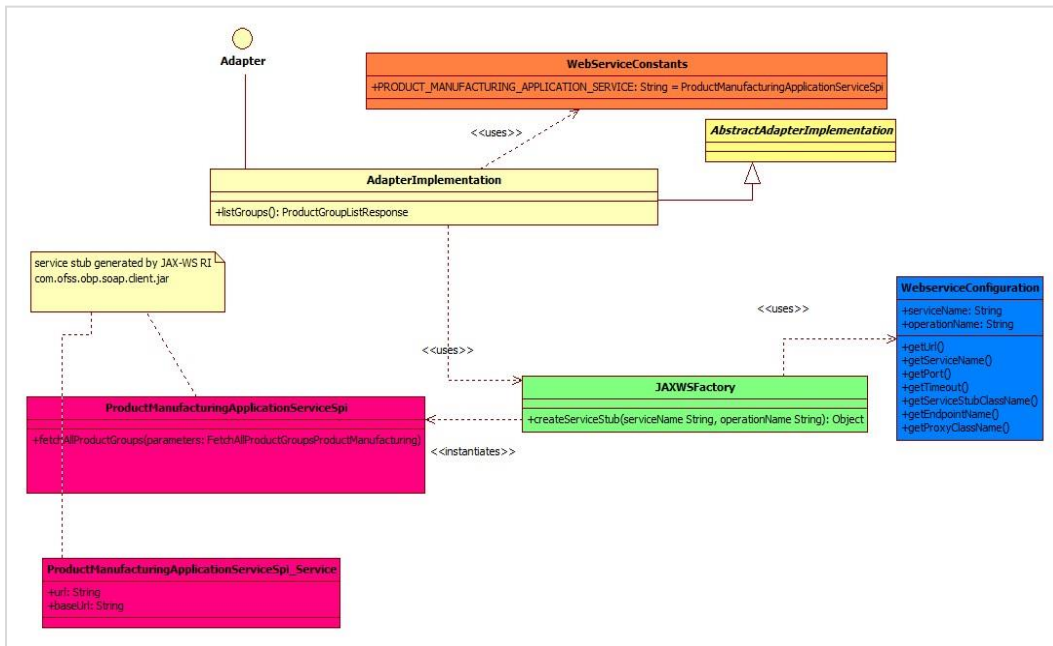 Adapter
WebServiceConstants
+PRODUCT_MANUFACTURING_APPLICATION_SERVICE: String = ProductManufacturingApplicationServiceSpi
<<uses>>
AbstractAdapterImplementation
AdapterImplementation
+listGroups(): ProductGroupListResponse
service stub generated by JAX-WS RI
com.ofss.obp.soap.client.jar
WebserviceConfiguration
+serviceName: String
+operationName: String
+getUrl()
+getServiceName()
+getPort()
+getTimeout()
+getServiceStubClassName()
+getEndpointName()
+getProxyClassName()
<<uses>>
<<uses>>
JAXWSFactory
+createServiceStub(serviceName String, operationName String): Object
ProductManufacturingApplicationServiceSpi
+fetchAllProductGroups(parameters: FetchAllProductGroupsProductManufacturing)
<<instantiates>>
ProductManufacturingApplicationServiceSpi_Service
+url: String
+baseUrl: String